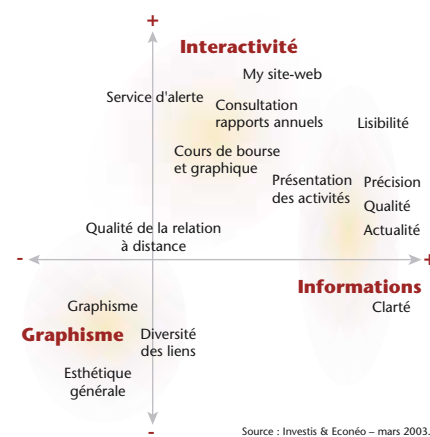 +
Interactivité
My site-web
Service d'alerte
Consultation
rapports annuels
Lisibilité
Cours de bourse
et graphique
Présentation
des activités
Précision
Qualité
Actualité
Qualité de la relation
à distance
-
+
Informations
Clarté
Graphisme
Graphisme
Diversité
des liens
Esthétique
générale
-
Source : Investis & Econéo – mars 2003.